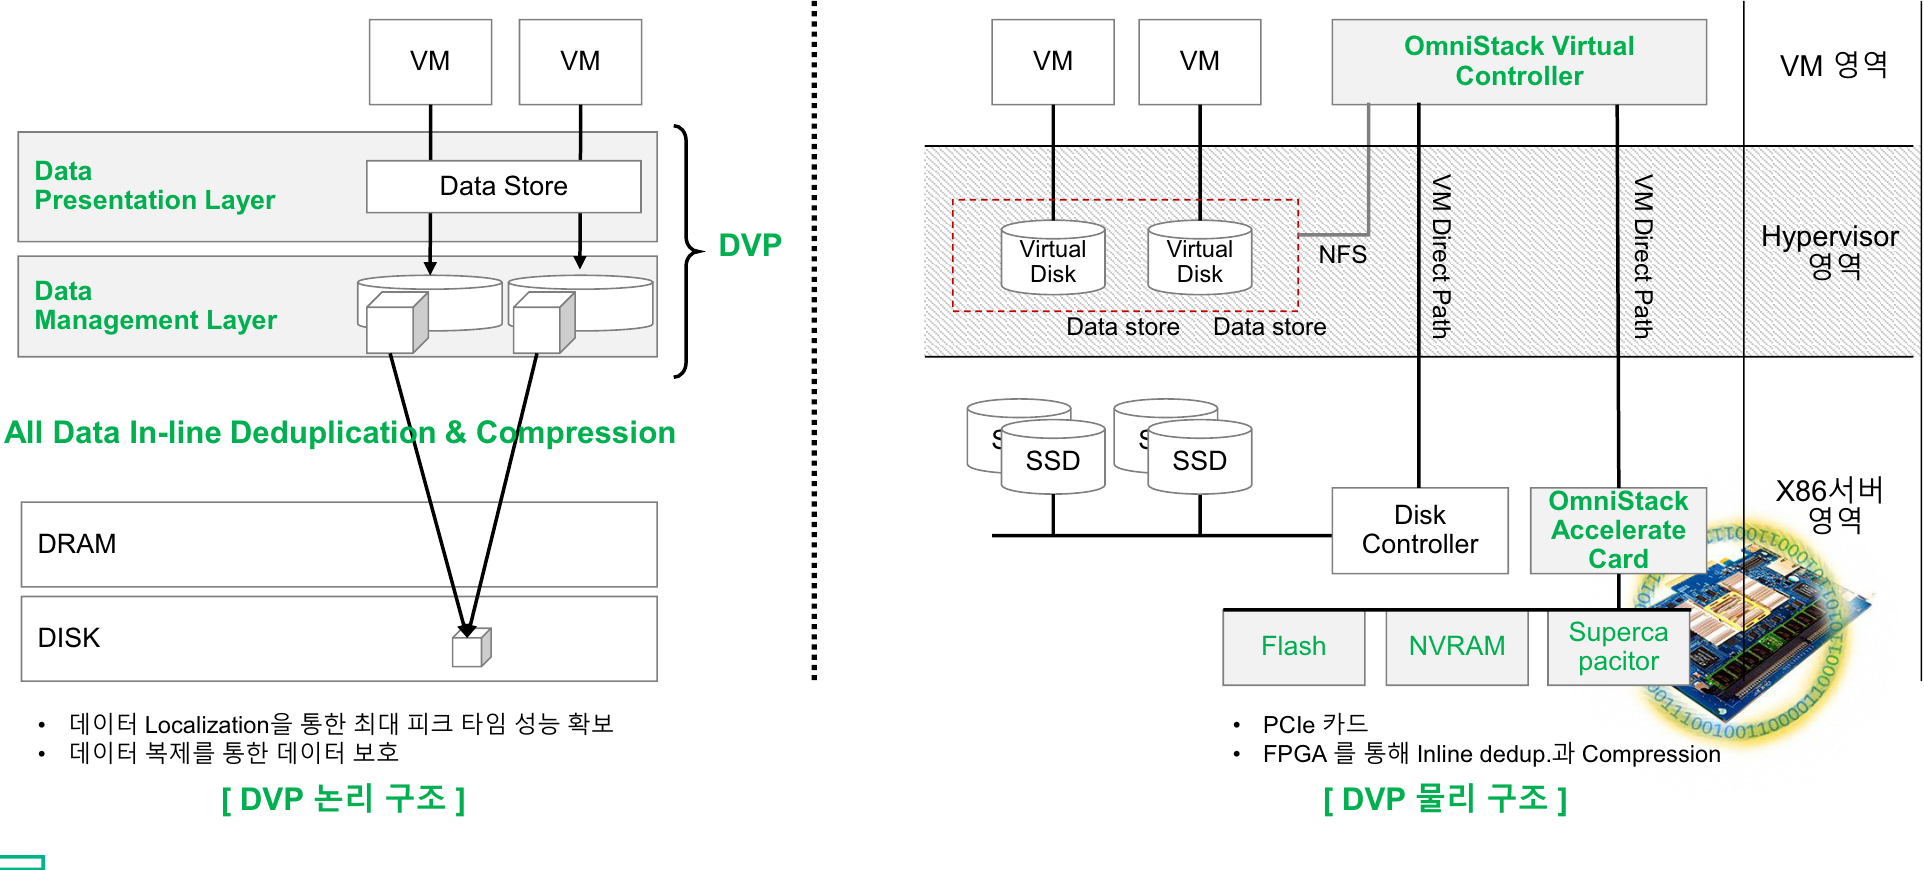 VM
VM
Data
Presentation Layer
Data Store
DVP
Data
Management Layer
All Data In-line Deduplication & Compression
DRAM
DISK
• 데이터 Localization을 통한 최대 피크 타임 성능 확보
• 데이터 복제를 통한 데이터 보호
[ DVP 논리 구조 ]
VM
VM
OmniStack Virtual
Controller
VM 영역
Virtual
Disk
Virtual
Disk
NFS
VM Direct Path
VM Direct Path
Hypervisor
영역
Data store
Data store
S
SSD
S
SSD
Disk
Controller
OmniStack
Accelerate
Card
X86서버
영역
Flash
NVRAM
Superca
pacitor
• PCIe 카드
• FPGA 를 통해 Inline dedup.과 Compression
[ DVP 물리 구조 ]